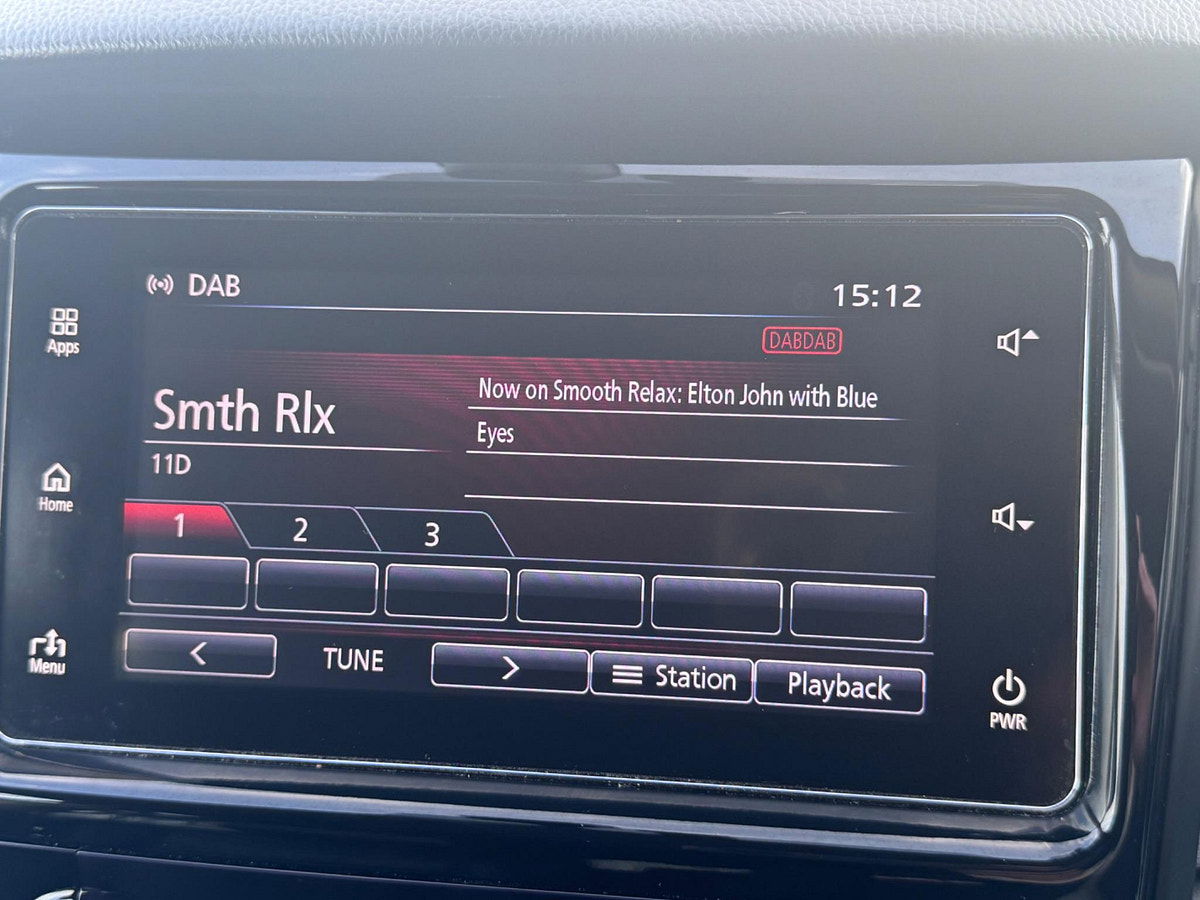 DAB
15:12
DABDAB
Apps
Smth Rlx
Now on Smooth Relax: Elton John with Blue
Eyes
11D
Home
1 2 3
< TUNE > Station Playback
Menu
PWR